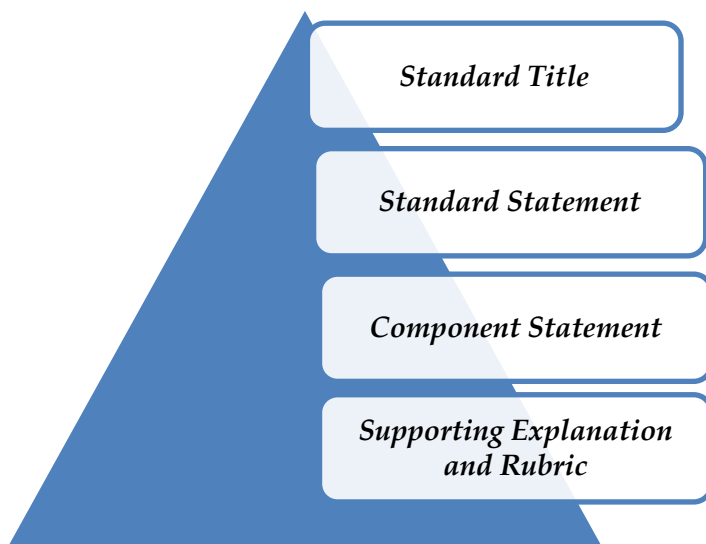 Standard Title
Standard Statement
Component Statement
Supporting Explanation
and Rubric